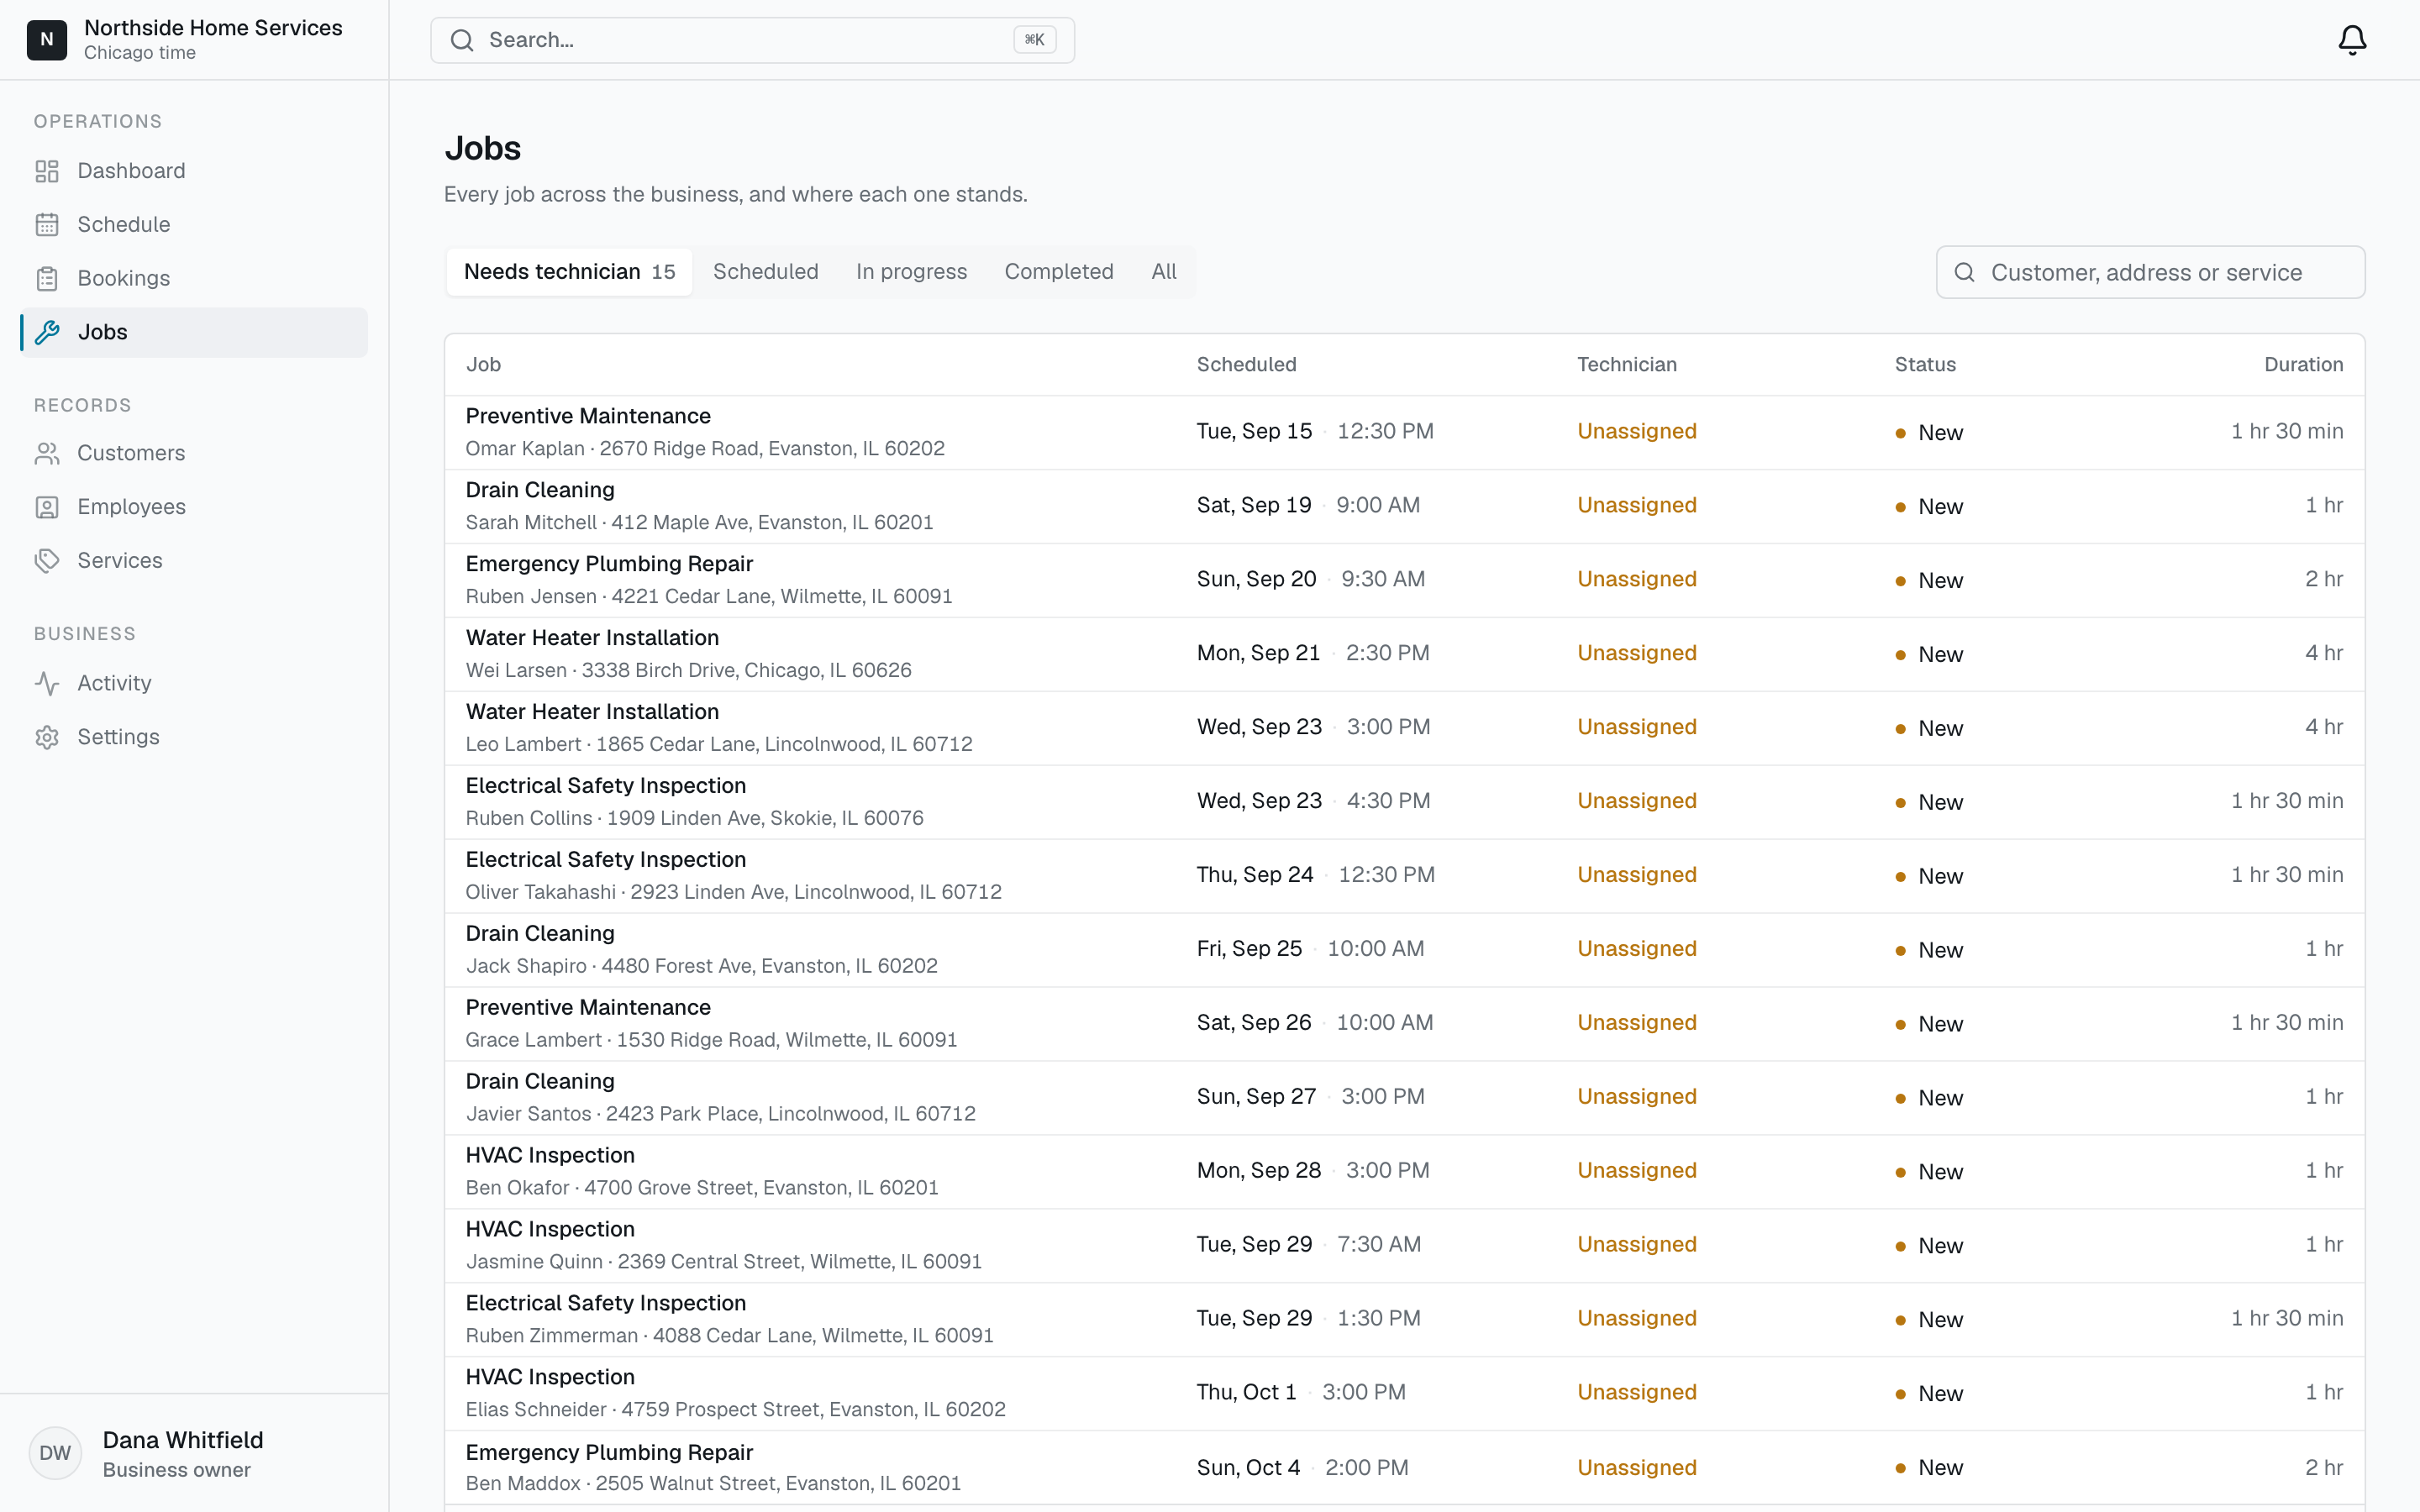 N
Northside Home Services
Chicago time
Search...
⌘K
OPERATIONS
Dashboard
Schedule
Bookings
Jobs
RECORDS
Customers
Employees
Services
BUSINESS
Activity
Settings
DW
Dana Whitfield
Business owner
Jobs
Every job across the business, and where each one stands.
Needs technician 15 Scheduled In progress Completed All
Customer, address or service
Job Scheduled Technician Status Duration
Preventive Maintenance
Omar Kaplan · 2670 Ridge Road, Evanston, IL 60202
Tue, Sep 15 · 12:30 PM Unassigned New 1 hr 30 min
Drain Cleaning
Sarah Mitchell · 412 Maple Ave, Evanston, IL 60201
Sat, Sep 19 · 9:00 AM Unassigned New 1 hr
Emergency Plumbing Repair
Ruben Jensen · 4221 Cedar Lane, Wilmette, IL 60091
Sun, Sep 20 · 9:30 AM Unassigned New 2 hr
Water Heater Installation
Wei Larsen · 3338 Birch Drive, Chicago, IL 60626
Mon, Sep 21 · 2:30 PM Unassigned New 4 hr
Water Heater Installation
Leo Lambert · 1865 Cedar Lane, Lincolnwood, IL 60712
Wed, Sep 23 · 3:00 PM Unassigned New 4 hr
Electrical Safety Inspection
Ruben Collins · 1909 Linden Ave, Skokie, IL 60076
Wed, Sep 23 · 4:30 PM Unassigned New 1 hr 30 min
Electrical Safety Inspection
Oliver Takahashi · 2923 Linden Ave, Lincolnwood, IL 60712
Thu, Sep 24 · 12:30 PM Unassigned New 1 hr 30 min
Drain Cleaning
Jack Shapiro · 4480 Forest Ave, Evanston, IL 60202
Fri, Sep 25 · 10:00 AM Unassigned New 1 hr
Preventive Maintenance
Grace Lambert · 1530 Ridge Road, Wilmette, IL 60091
Sat, Sep 26 · 10:00 AM Unassigned New 1 hr 30 min
Drain Cleaning
Javier Santos · 2423 Park Place, Lincolnwood, IL 60712
Sun, Sep 27 · 3:00 PM Unassigned New 1 hr
HVAC Inspection
Ben Okafor · 4700 Grove Street, Evanston, IL 60201
Mon, Sep 28 · 3:00 PM Unassigned New 1 hr
HVAC Inspection
Jasmine Quinn · 2369 Central Street, Wilmette, IL 60091
Tue, Sep 29 · 7:30 AM Unassigned New 1 hr
Electrical Safety Inspection
Ruben Zimmerman · 4088 Cedar Lane, Wilmette, IL 60091
Tue, Sep 29 · 1:30 PM Unassigned New 1 hr 30 min
HVAC Inspection
Elias Schneider · 4759 Prospect Street, Evanston, IL 60202
Thu, Oct 1 · 3:00 PM Unassigned New 1 hr
Emergency Plumbing Repair
Ben Maddox · 2505 Walnut Street, Evanston, IL 60201
Sun, Oct 4 · 2:00 PM Unassigned New 2 hr